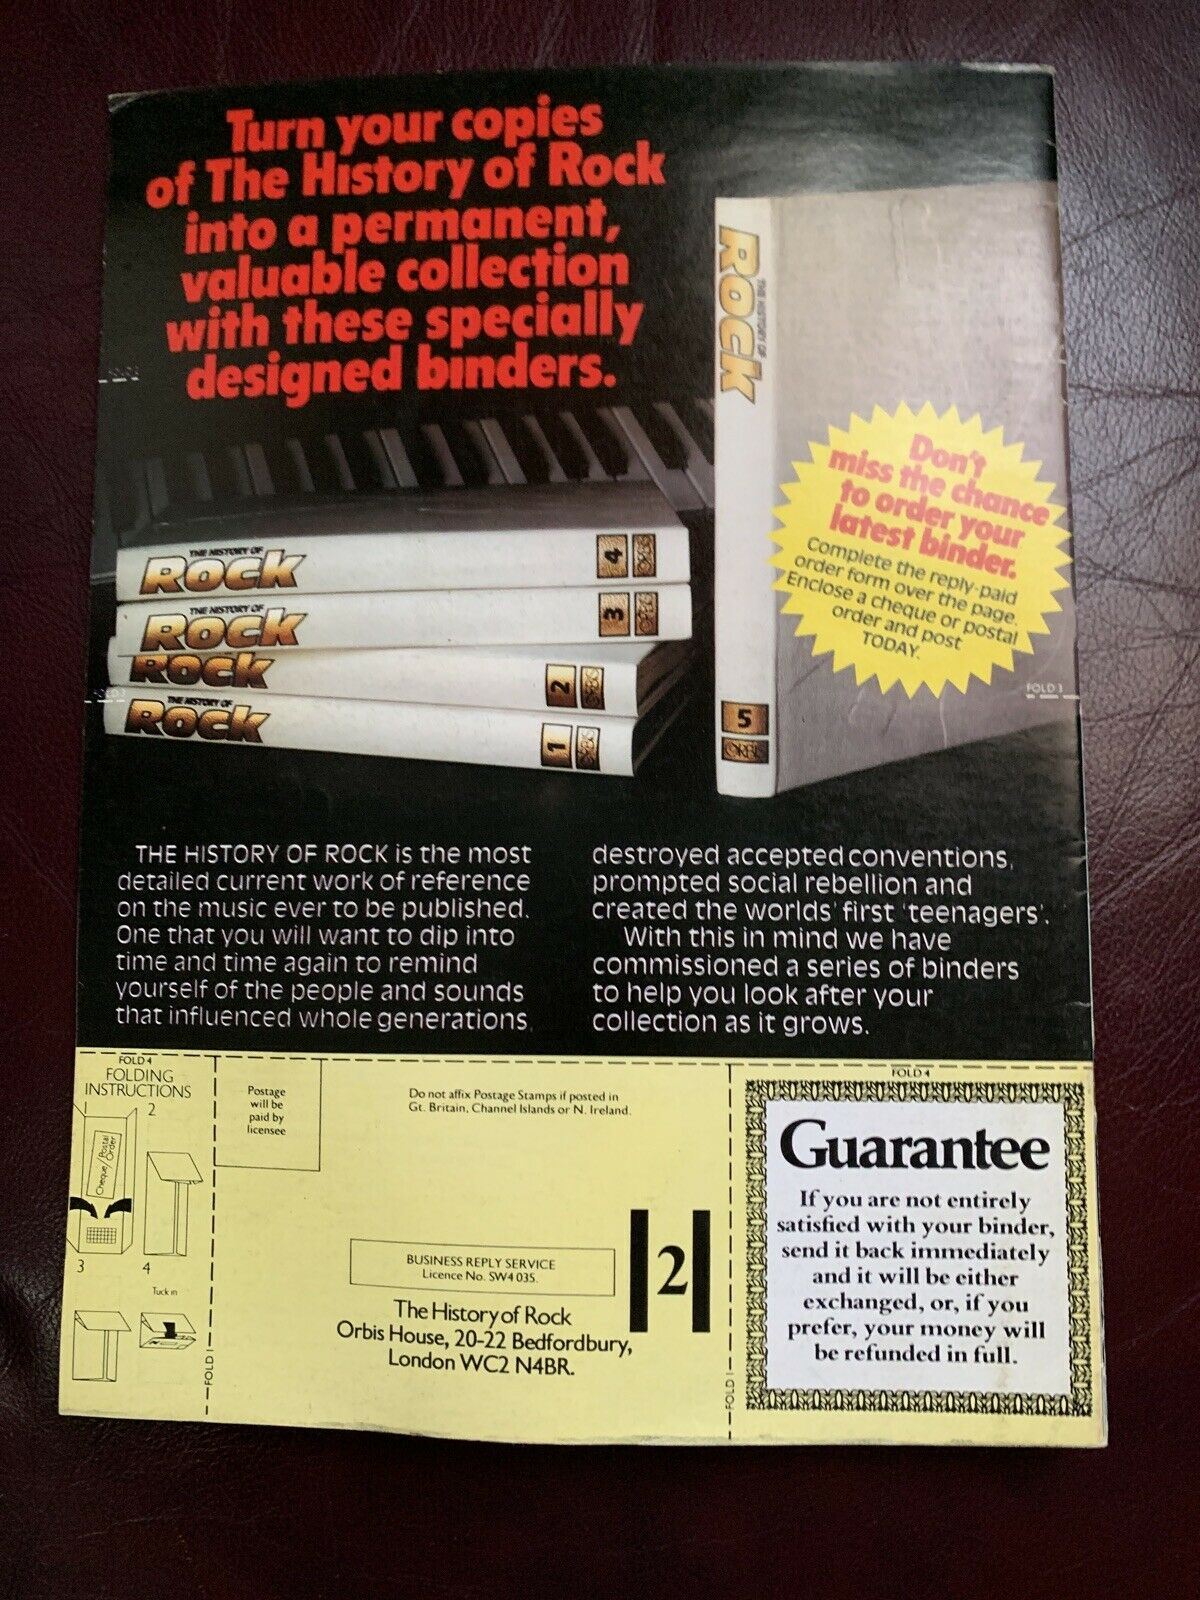 Turn your copies
of The History of Rock
into a permanent,
valuable collection
with these specially
designed binders.
THE HISTORY OF
ROCK
5
ORBIS
Don't
miss the chance
to order your
latest binder.
Complete the reply-paid
order form over the page.
Enclose a cheque or postal
order and post
TODAY.
FOLD 3
THE HISTORY OF
ROCK
4
ORBIS
THE HISTORY OF
ROCK
3
ORBIS
ROCK
2
ORBIS
THE HISTORY OF
ROCK
1
ORBIS
THE HISTORY OF ROCK is the most
detailed current work of reference
on the music ever to be published.
One that you will want to dip into
time and time again to remind
yourself of the people and sounds
that influenced whole generations,
destroyed accepted conventions,
prompted social rebellion and
created the worlds' first 'teenagers'.
With this in mind we have
commissioned a series of binders
to help you look after your
collection as it grows.
FOLD 4
FOLDING
INSTRUCTIONS
2
Cheque/Postal
Order
3
4
Tuck in
FOLD 1
Postage
will be
paid by
licensee
Do not affix Postage Stamps if posted in
Gt. Britain, Channel Islands or N. Ireland.
BUSINESS REPLY SERVICE
Licence No. SW4 035.
2
The History of Rock
Orbis House, 20-22 Bedfordbury,
London WC2 N4BR.
FOLD 1
FOLD 4
Guarantee
If you are not entirely
satisfied with your binder,
send it back immediately
and it will be either
exchanged, or, if you
prefer, your money will
be refunded in full.